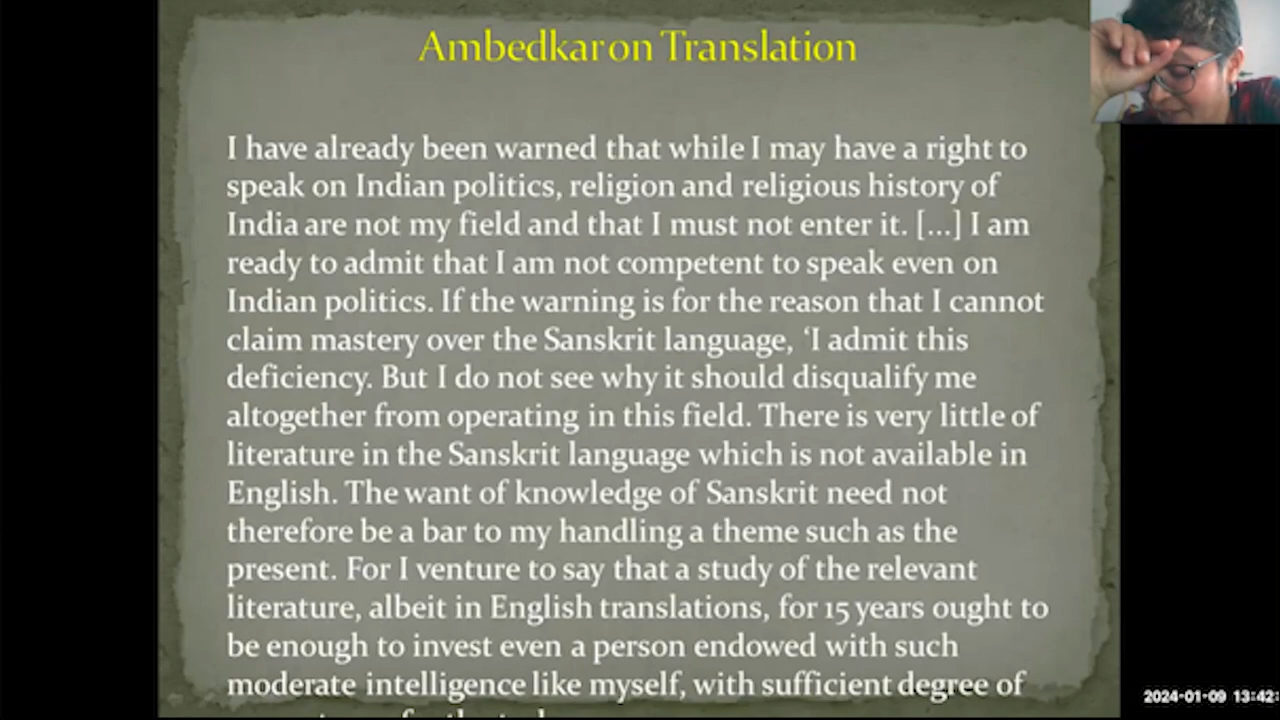 Ambedkar on Translation
I have already been warned that while I may have a right to
speak on Indian politics, religion and religious history of
India are not my field and that I must not enter it. [...] I am
ready to admit that I am not competent to speak even on
Indian politics. If the warning is for the reason that I cannot
claim mastery over the Sanskrit language, ‘I admit this
deficiency. But I do not see why it should disqualify me
altogether from operating in this field. There is very little of
literature in the Sanskrit language which is not available in
English. The want of knowledge of Sanskrit need not
therefore be a bar to my handling a theme such as the
present. For I venture to say that a study of the relevant
literature, albeit in English translations, for 15 years ought to
be enough to invest even a person endowed with such
moderate intelligence like myself, with sufficient degree of
2024-01-09 13:42: